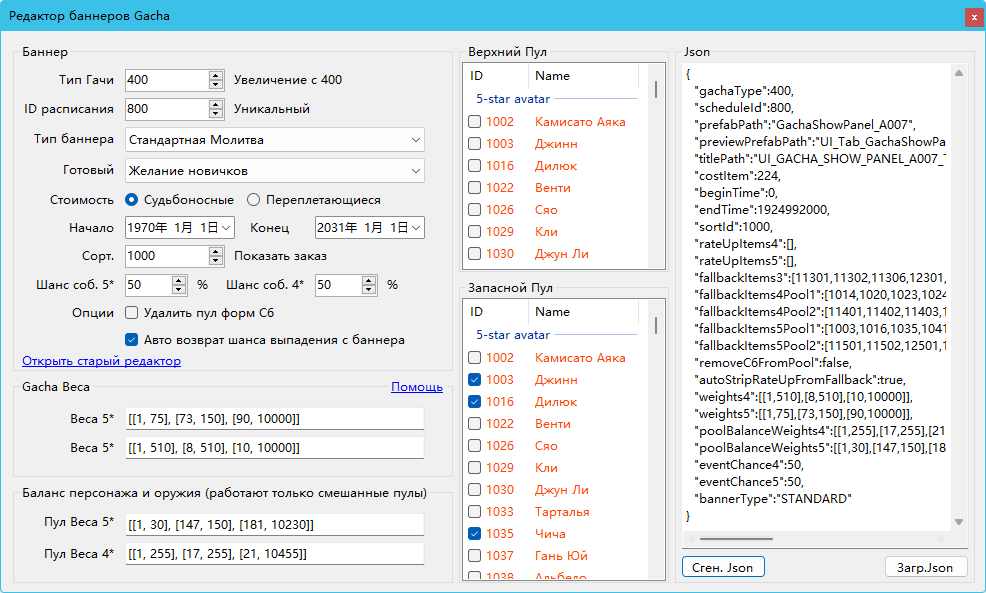 Редактор баннеров Gacha
x
Баннер
Тип Гачи 400 Увеличение с 400
ID расписания 800 Уникальный
Тип баннера Стандартная Молитва
Готовый Желание новичков
Стоимость Судьбоносные Переплетающиеся
Начало 1970年 1月 1日 Конец 2031年 1月 1日
Сорт. 1000 Показать заказ
Шанс соб. 5* 50 % Шанс соб. 4* 50 %
Опции Удалить пул форм С6
Авто возврат шанса выпадения с баннера
Открыть старый редактор
Gacha Веса Помощь
Веса 5* [[1, 75], [73, 150], [90, 10000]]
Веса 5* [[1, 510], [8, 510], [10, 10000]]
Баланс персонажа и оружия (работают только смешанные пулы)
Пул Веса 5* [[1, 30], [147, 150], [181, 10230]]
Пул Веса 4* [[1, 255], [17, 255], [21, 10455]]
Верхний Пул
ID Name
5-star avatar
1002 Камисато Аяка
1003 Джинн
1016 Дилюк
1022 Венти
1026 Сяо
1029 Кли
1030 Джун Ли
Запасной Пул
ID Name
5-star avatar
1002 Камисато Аяка
1003 Джинн
1016 Дилюк
1022 Венти
1026 Сяо
1029 Кли
1030 Джун Ли
1033 Тарталья
1035 Чича
1037 Гань Юй
1038 Альбедо
Json
{
"gachaType":400,
"scheduleId":800,
"prefabPath":"GachaShowPanel_A007",
"previewPrefabPath":"UI_Tab_GachaShowPa
"titlePath":"UI_GACHA_SHOW_PANEL_A007_T
"costItem":224,
"beginTime":0,
"endTime":1924992000,
"sortId":1000,
"rateUpItems4":[],
"rateUpItems5":[],
"fallbackItems3":[11301,11302,11306,12301,
"fallbackItems4Pool1":[1014,1020,1023,1024
"fallbackItems4Pool2":[11401,11402,11403,1
"fallbackItems5Pool1":[1003,1016,1035,1041
"fallbackItems5Pool2":[11501,11502,12501,1
"removeC6FromPool":false,
"autoStripRateUpFromFallback":true,
"weights4":[[1,510],[8,510],[10,10000]],
"weights5":[[1,75],[73,150],[90,10000]],
"poolBalanceWeights4":[[1,255],[17,255],[21
"poolBalanceWeights5":[[1,30],[147,150],[18
"eventChance4":50,
"eventChance5":50,
"bannerType":"STANDARD"
}
Сген. Json Загр.Json